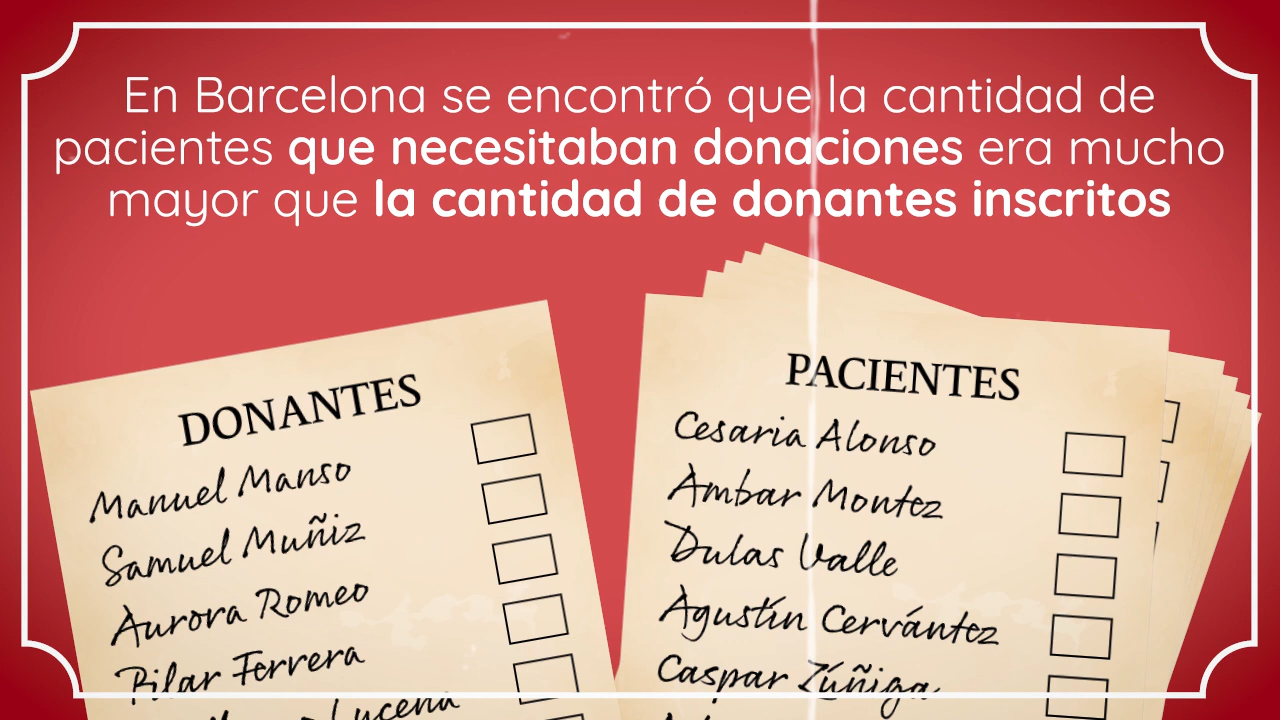 En Barcelona se encontró que la cantidad de
pacientes que necesitaban donaciones era mucho
mayor que la cantidad de donantes inscritos
DONANTES
Manuel Manso
Samuel Muñiz
Aurora Romeo
Pilar Ferrera
Lucena
PACIENTES
Cesaria Alonso
Ámbar Montez
Dulas Valle
Agustín Cervántez
Caspar Zúñiga